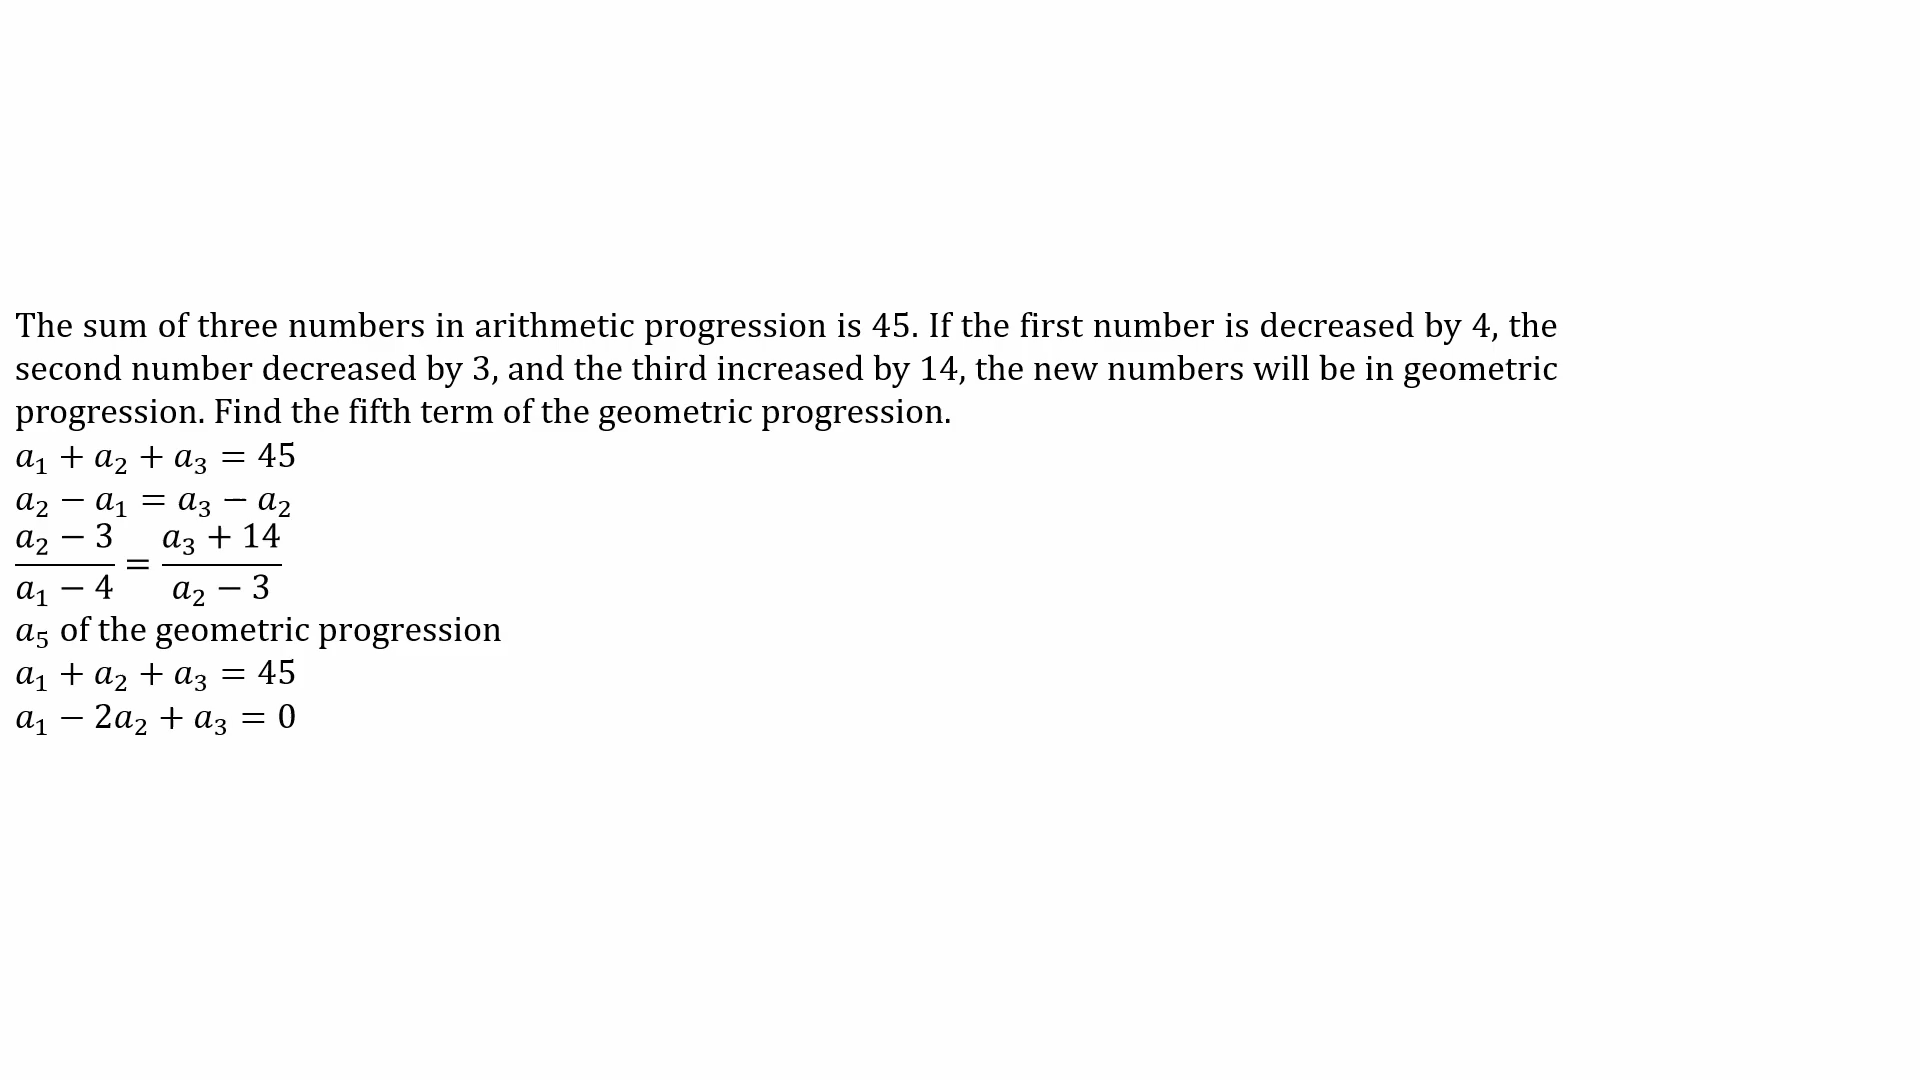 The sum of three numbers in arithmetic progression is 45. If the first number is decreased by 4, the
second number decreased by 3, and the third increased by 14, the new numbers will be in geometric
progression. Find the fifth term of the geometric progression.
a₁ + a₂ + a₃ = 45
a₂ − a₁ = a₃ − a₂
(a₂ − 3)/(a₁ − 4) = (a₃ + 14)/(a₂ − 3)
a₅ of the geometric progression
a₁ + a₂ + a₃ = 45
a₁ − 2a₂ + a₃ = 0